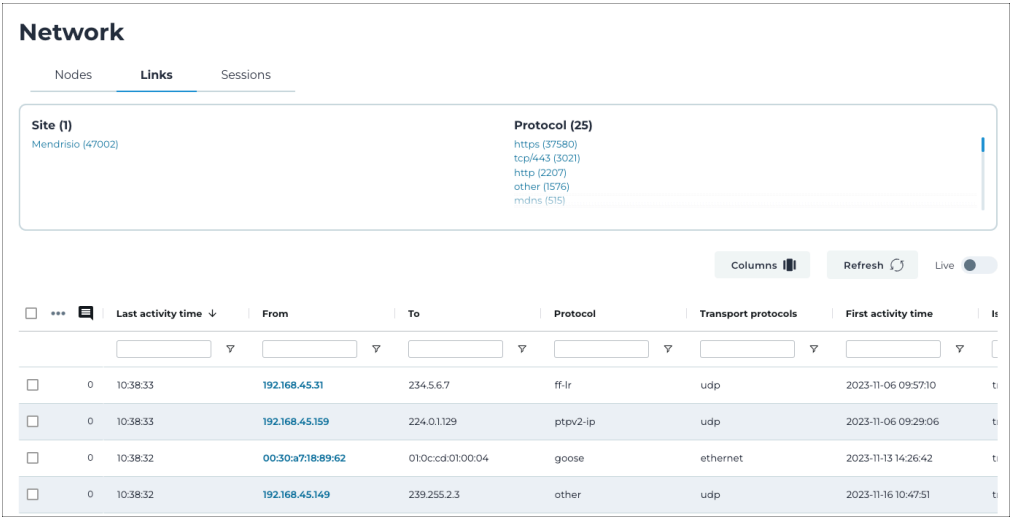 Network
Nodes Links Sessions
Site (1) Protocol (25)
Mendrisio (47002) https (37580)
tcp/443 (3021)
http (2207)
other (1576)
mdns (515)
Columns Refresh Live
Last activity time From To Protocol Transport protocols First activity time Is
0 10:38:33 192.168.45.31 234.5.6.7 ff-lr udp 2023-11-06 09:57:10 t
0 10:38:33 192.168.45.159 224.0.1.129 ptpv2-ip udp 2023-11-06 09:29:06 t
0 10:38:32 00:30:a7:18:89:62 01:0c:cd:01:00:04 goose ethernet 2023-11-13 14:26:42 t
0 10:38:32 192.168.45.149 239.255.2.3 other udp 2023-11-16 10:47:51 t